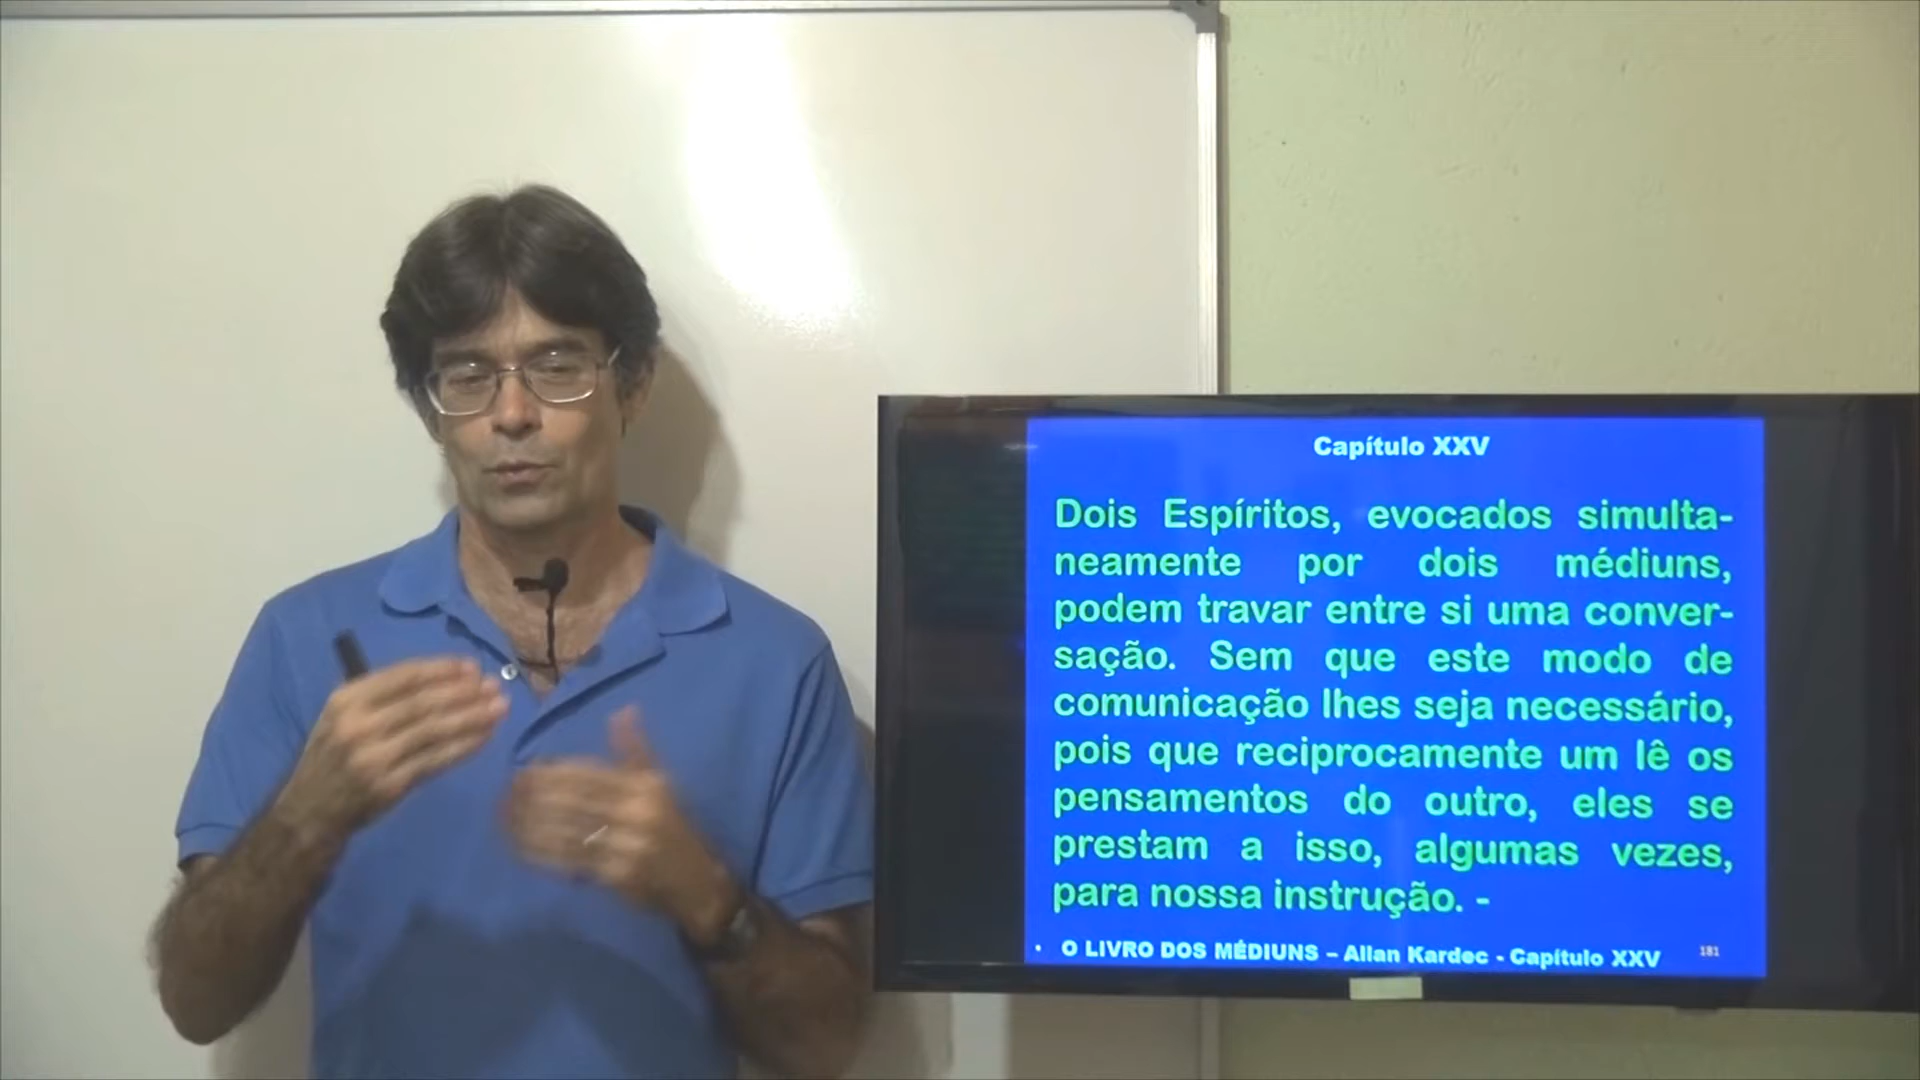 Capítulo XXV
Dois Espíritos, evocados simulta-
neamente por dois médiuns,
podem travar entre si uma conver-
sação. Sem que este modo de
comunicação lhes seja necessário,
pois que reciprocamente um lê os
pensamentos do outro, eles se
prestam a isso, algumas vezes,
para nossa instrução. -
• O LIVRO DOS MÉDIUNS – Allan Kardec - Capítulo XXV
181